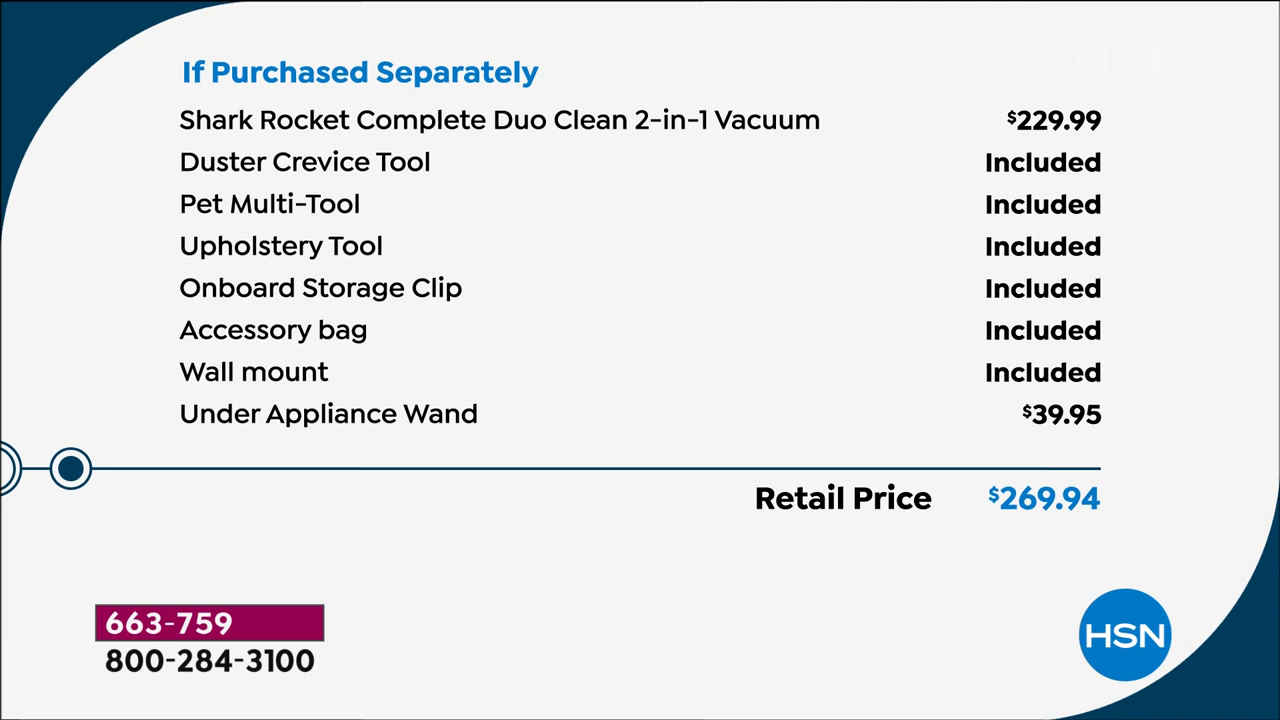 LIVE
If Purchased Separately
Shark Rocket Complete Duo Clean 2-in-1 Vacuum $229.99
Duster Crevice Tool Included
Pet Multi-Tool Included
Upholstery Tool Included
Onboard Storage Clip Included
Accessory bag Included
Wall mount Included
Under Appliance Wand $39.95
Retail Price $269.94
663-759
800-284-3100
HSN